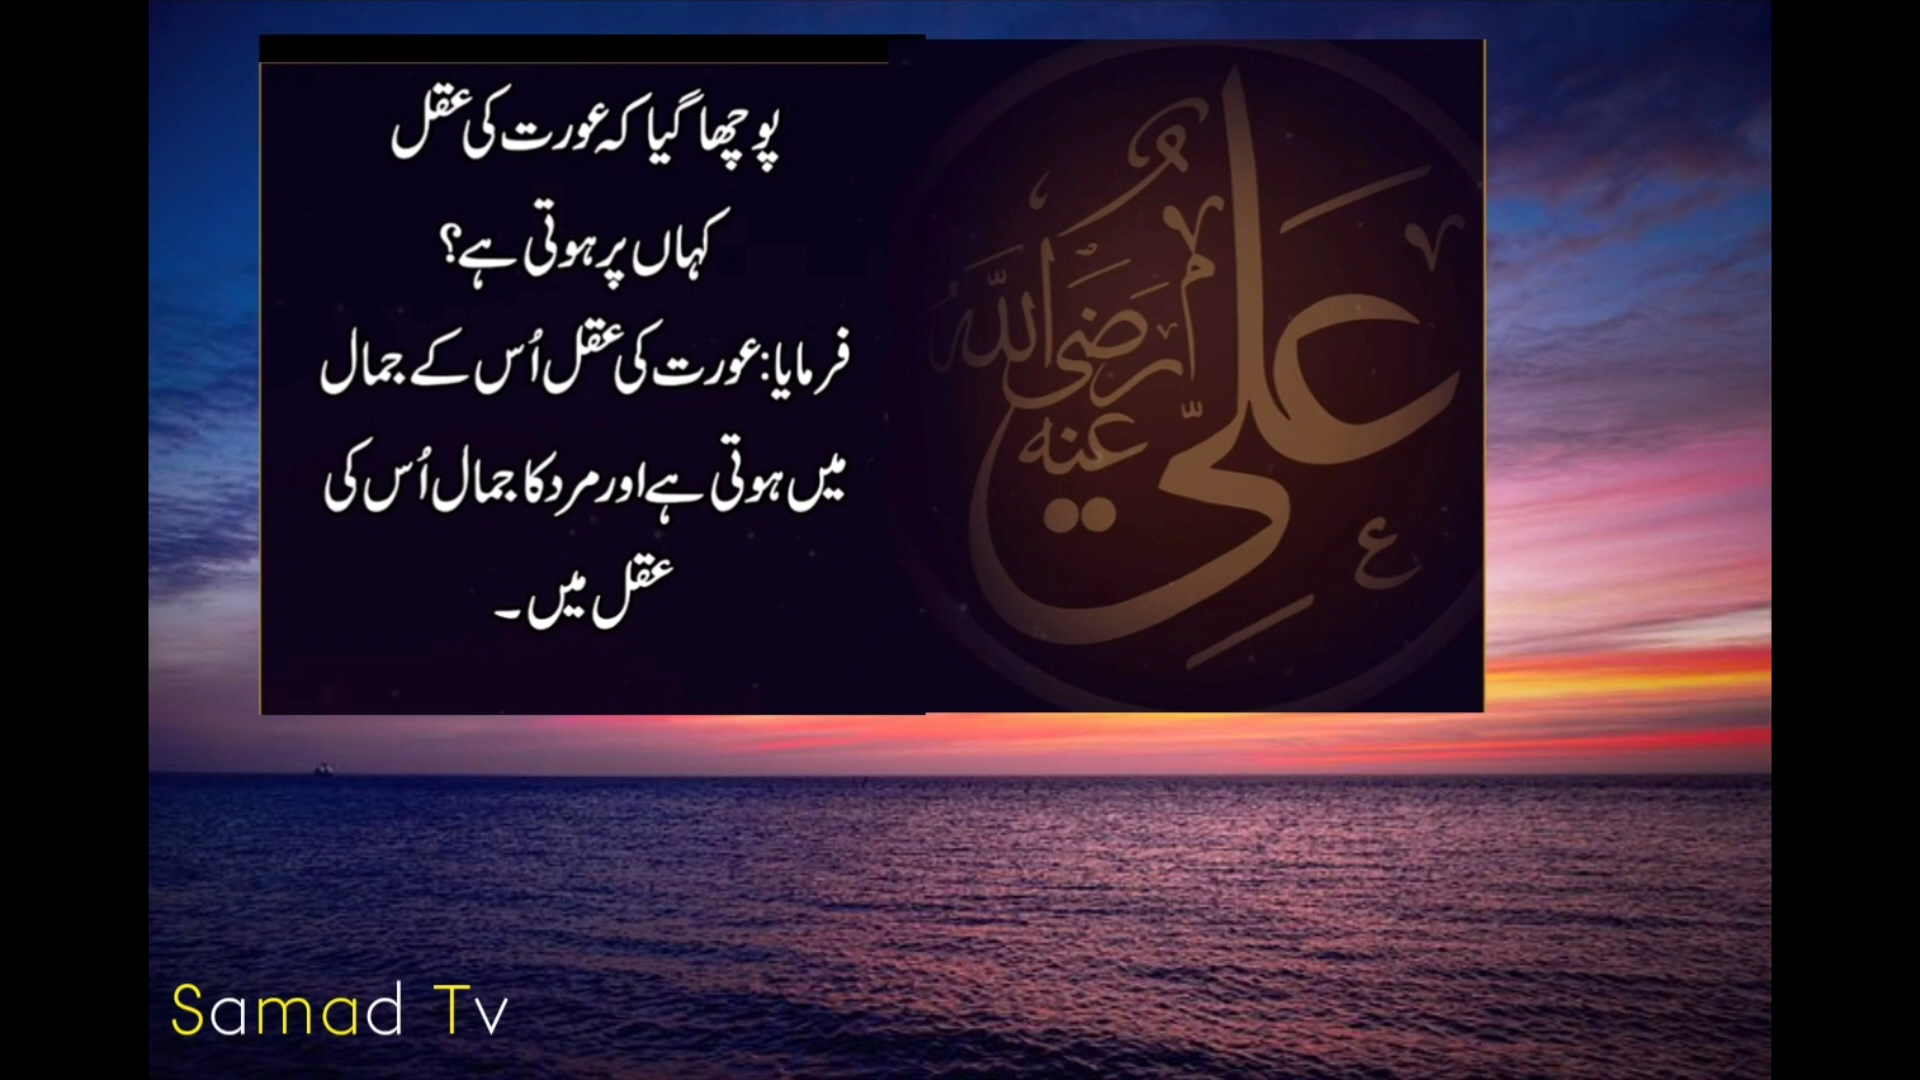 پوچھا گیا کہ عورت کی عقل
کہاں پر ہوتی ہے؟
فرمایا: عورت کی عقل اُس کے جمال
میں ہوتی ہے اور مرد کا جمال اُس کی
عقل میں ۔
علی
رضی اللہ
عنہ
Samad Tv